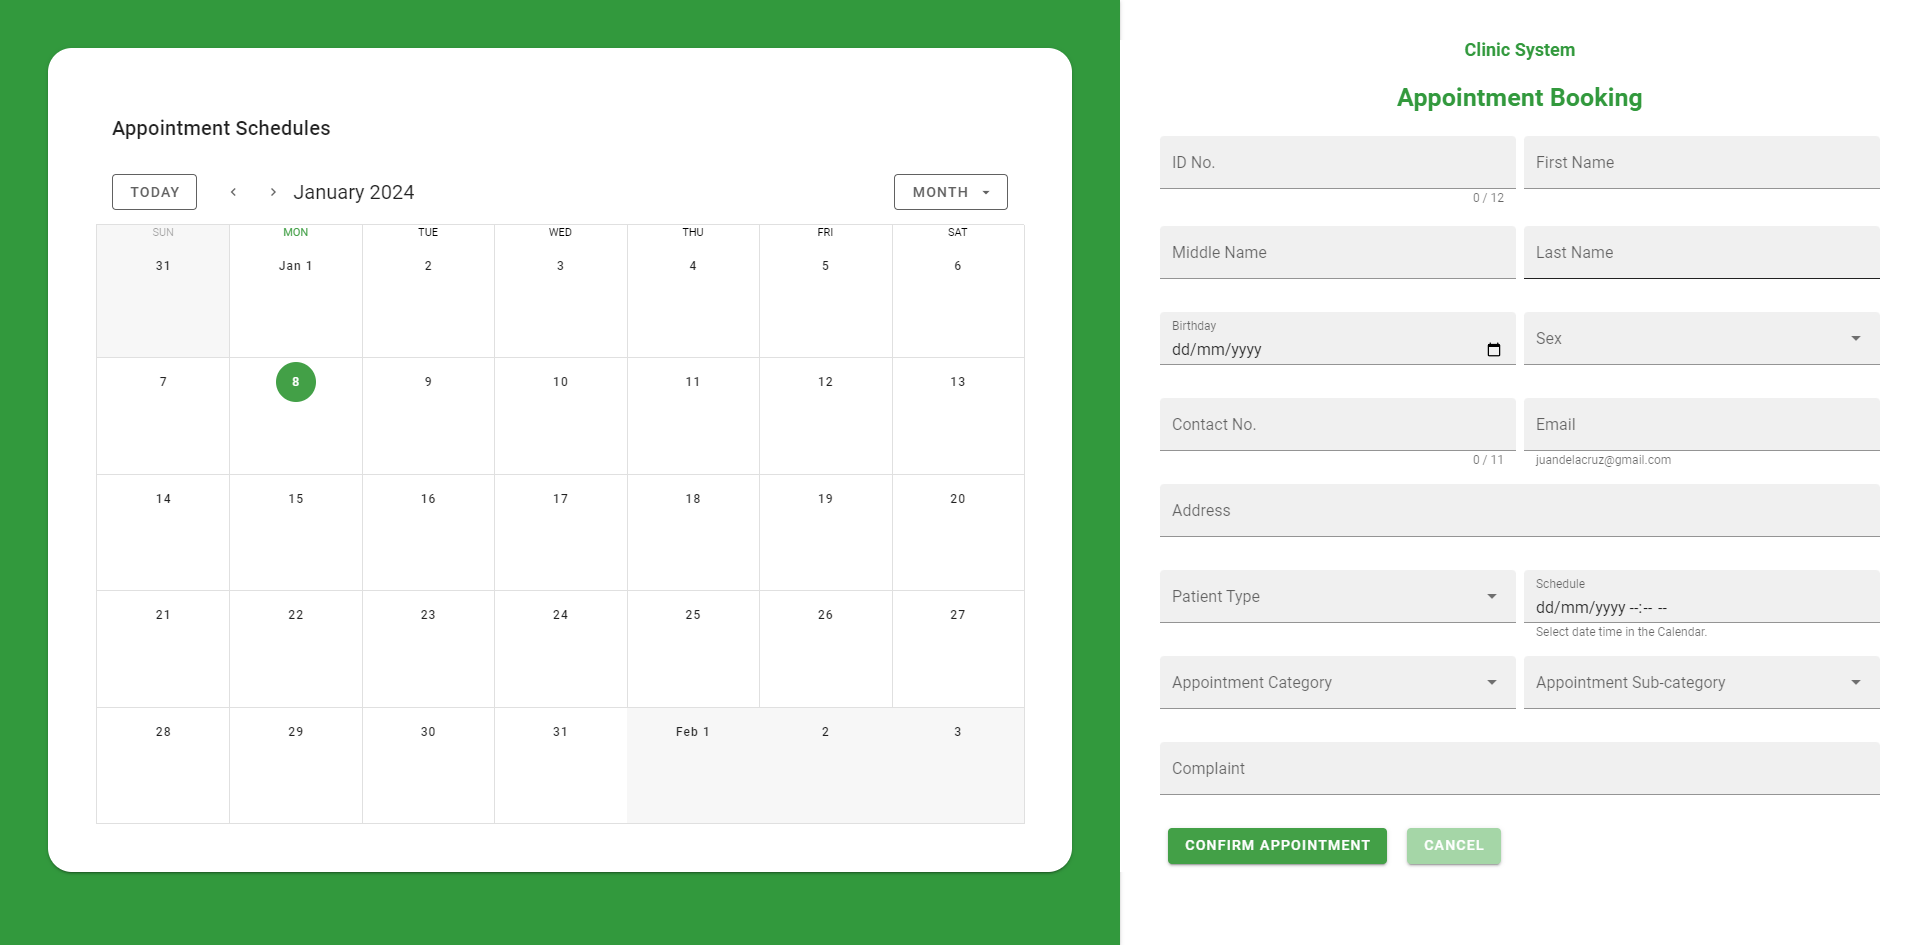 Appointment Schedules
TODAY
January 2024
MONTH
SUN MON TUE WED THU FRI SAT
31 Jan 1 2 3 4 5 6
7 8 9 10 11 12 13
14 15 16 17 18 19 20
21 22 23 24 25 26 27
28 29 30 31 Feb 1 2 3
Clinic System
Appointment Booking
ID No.
0 / 12
First Name
Middle Name
Last Name
Birthday
dd/mm/yyyy
Sex
Contact No.
0 / 11
Email
juandelacruz@gmail.com
Address
Patient Type
Schedule
dd/mm/yyyy --:-- --
Select date time in the Calendar.
Appointment Category
Appointment Sub-category
Complaint
CONFIRM APPOINTMENT
CANCEL